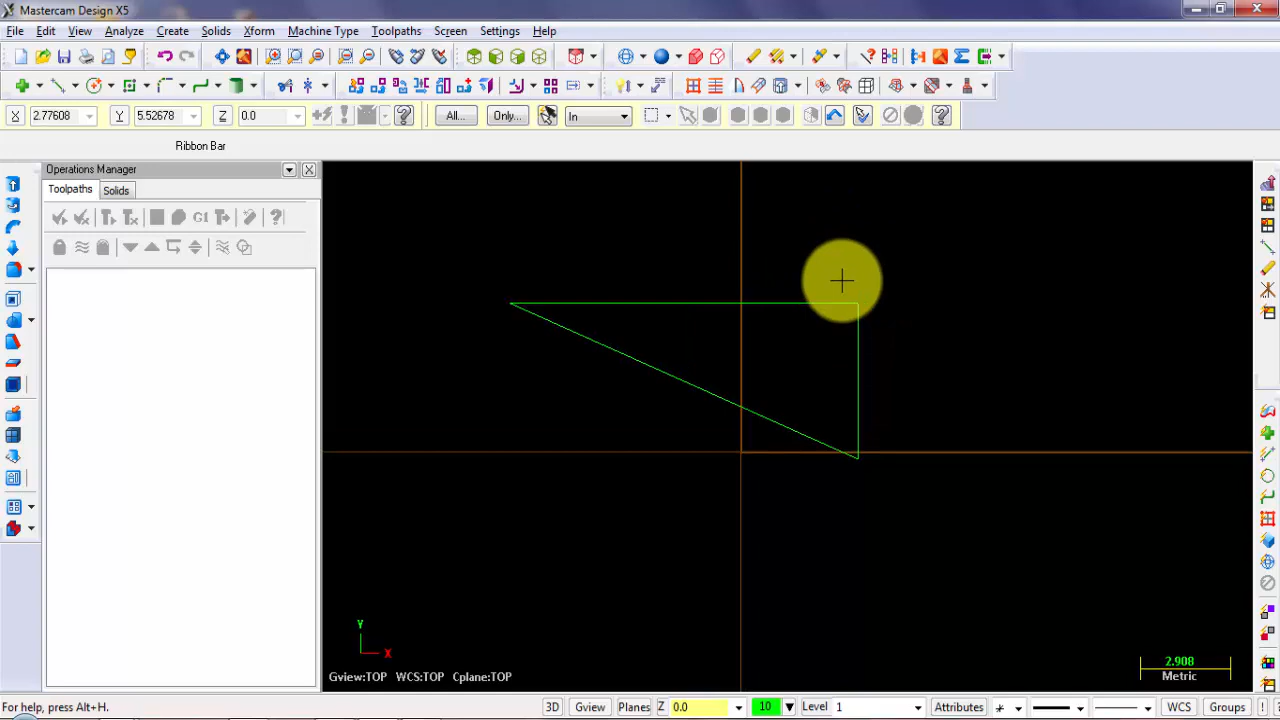 Mastercam Design X5
File Edit View Analyze Create Solids Xform Machine Type Toolpaths Screen Settings Help
X 2.77608 Y 5.52678 Z 0.0 All... Only... In
Ribbon Bar
Operations Manager
Toolpaths Solids
G1
Y
X
Gview:TOP WCS:TOP Cplane:TOP
2.908
Metric
For help, press Alt+H. 3D Gview Planes Z 0.0 10 Level 1 Attributes WCS Groups